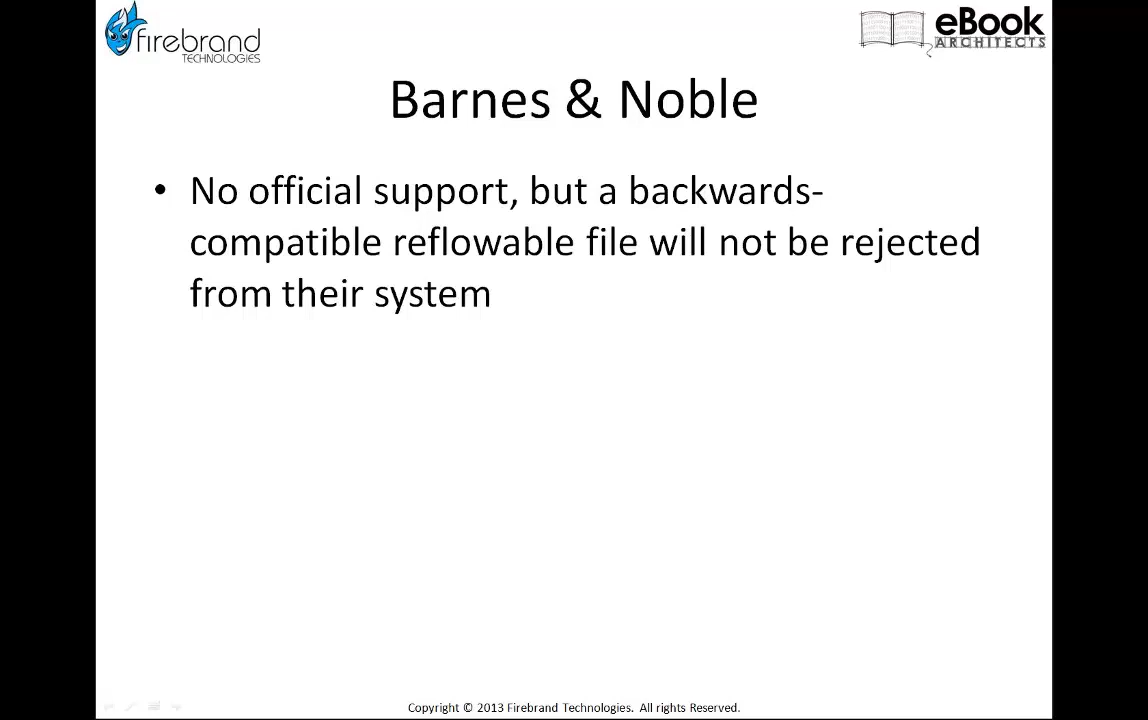 firebrand
TECHNOLOGIES
eBook
ARCHITECTS
Barnes & Noble
• No official support, but a backwards-
compatible reflowable file will not be rejected
from their system
Copyright © 2013 Firebrand Technologies. All rights Reserved.